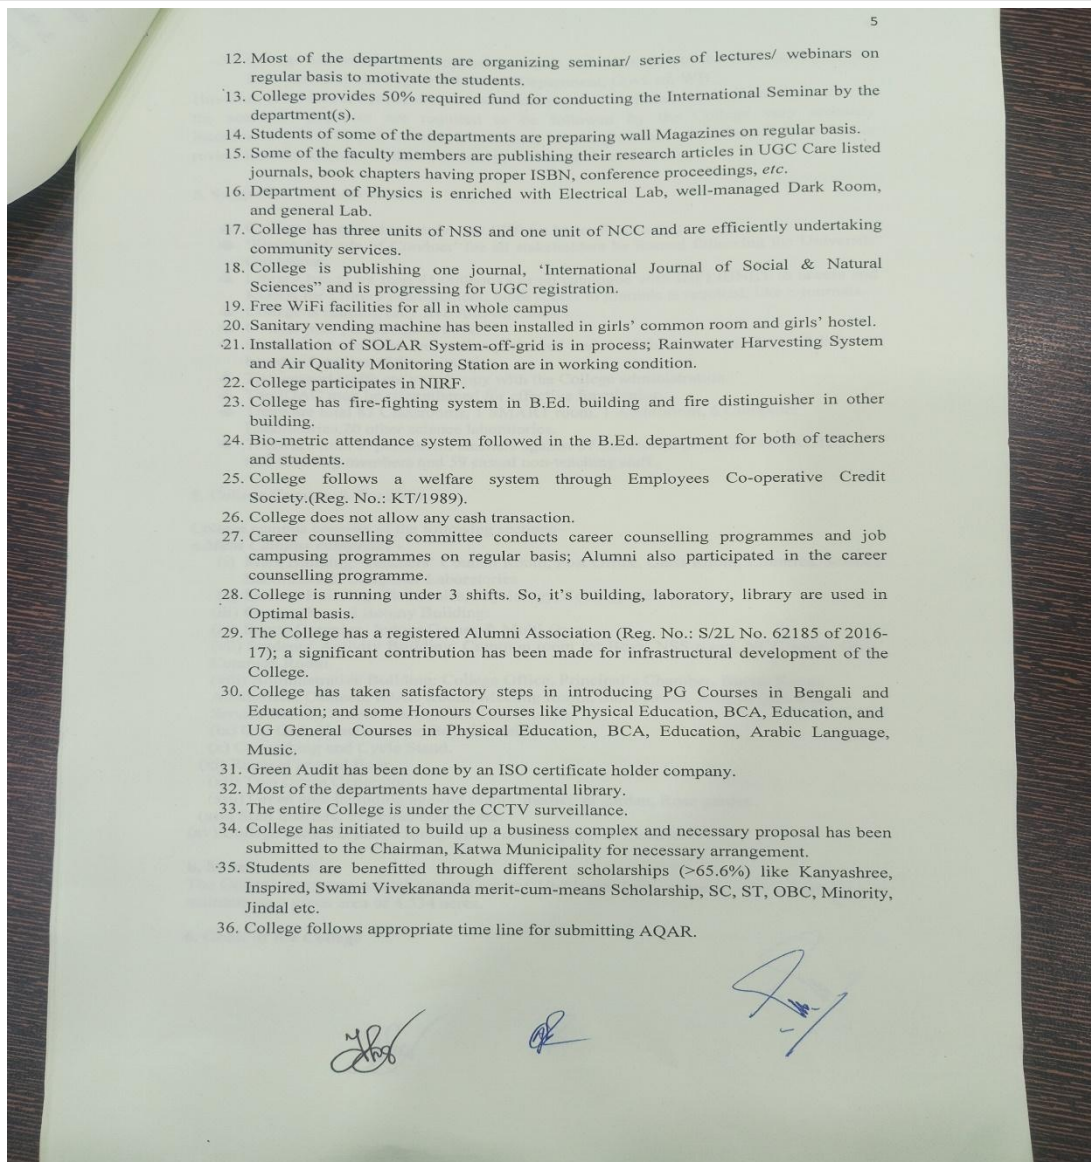 5
12. Most of the departments are organizing seminar/ series of lectures/ webinars on
regular basis to motivate the students.
13. College provides 50% required fund for conducting the International Seminar by the
department(s).
14. Students of some of the departments are preparing wall Magazines on regular basis.
15. Some of the faculty members are publishing their research articles in UGC Care listed
journals, book chapters having proper ISBN, conference proceedings, etc.
16. Department of Physics is enriched with Electrical Lab, well-managed Dark Room,
and general Lab.
17. College has three units of NSS and one unit of NCC and are efficiently undertaking
community services.
18. College is publishing one journal, ‘International Journal of Social & Natural
Sciences” and is progressing for UGC registration.
19. Free WiFi facilities for all in whole campus
20. Sanitary vending machine has been installed in girls’ common room and girls’ hostel.
21. Installation of SOLAR System-off-grid is in process; Rainwater Harvesting System
and Air Quality Monitoring Station are in working condition.
22. College participates in NIRF.
23. College has fire-fighting system in B.Ed. building and fire distinguisher in other
building.
24. Bio-metric attendance system followed in the B.Ed. department for both of teachers
and students.
25. College follows a welfare system through Employees Co-operative Credit
Society.(Reg. No.: KT/1989).
26. College does not allow any cash transaction.
27. Career counselling committee conducts career counselling programmes and job
campusing programmes on regular basis; Alumni also participated in the career
counselling programme.
28. College is running under 3 shifts. So, it’s building, laboratory, library are used in
Optimal basis.
29. The College has a registered Alumni Association (Reg. No.: S/2L No. 62185 of 2016-
17); a significant contribution has been made for infrastructural development of the
College.
30. College has taken satisfactory steps in introducing PG Courses in Bengali and
Education; and some Honours Courses like Physical Education, BCA, Education, and
UG General Courses in Physical Education, BCA, Education, Arabic Language,
Music.
31. Green Audit has been done by an ISO certificate holder company.
32. Most of the departments have departmental library.
33. The entire College is under the CCTV surveillance.
34. College has initiated to build up a business complex and necessary proposal has been
submitted to the Chairman, Katwa Municipality for necessary arrangement.
35. Students are benefitted through different scholarships (>65.6%) like Kanyashree,
Inspired, Swami Vivekananda merit-cum-means Scholarship, SC, ST, OBC, Minority,
Jindal etc.
36. College follows appropriate time line for submitting AQAR.